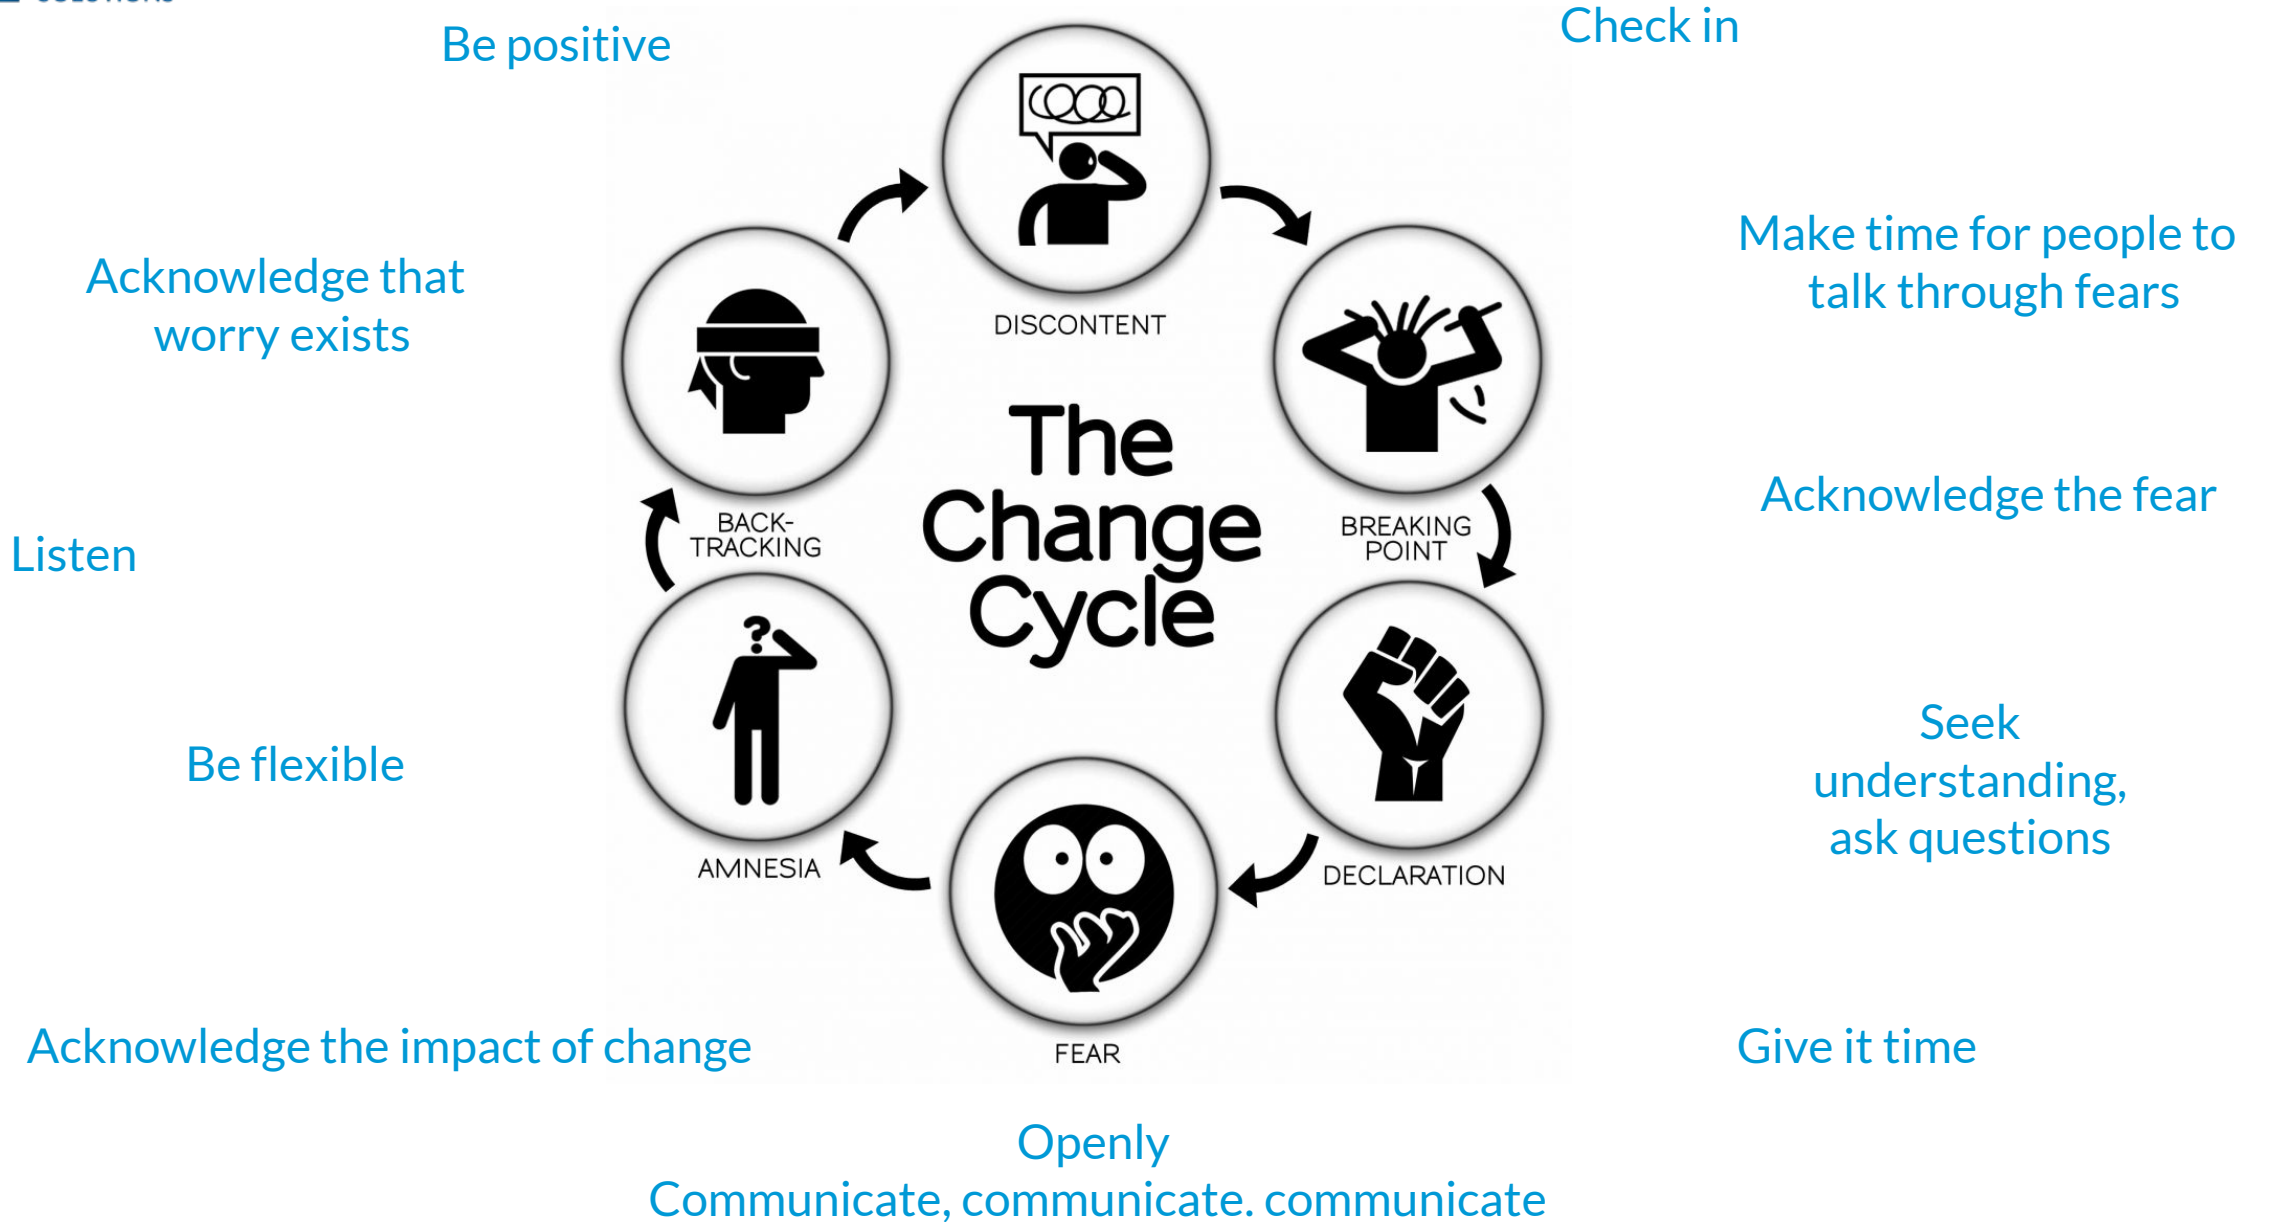 Be positive
Check in
DISCONTENT
Make time for people to
talk through fears
Acknowledge that
worry exists
The
Change
Cycle
Acknowledge the fear
BACK-
TRACKING
BREAKING
POINT
Listen
?
Seek
understanding,
ask questions
Be flexible
AMNESIA
DECLARATION
Acknowledge the impact of change
FEAR
Give it time
Openly
Communicate, communicate. communicate